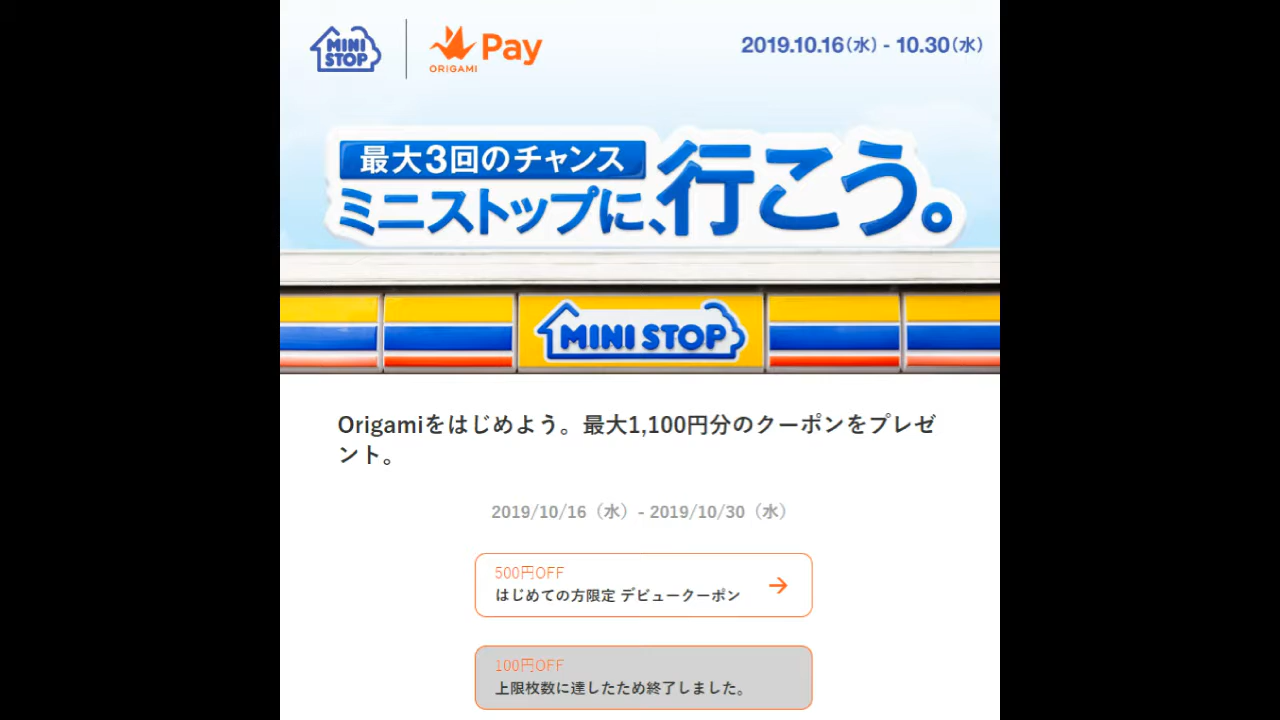 MINI
STOP
ORIGAMI
Pay
2019.10.16(水) - 10.30(水)
最大3回のチャンス
ミニストップに、行こう。
MINI STOP
Origamiをはじめよう。最大1,100円分のクーポンをプレゼ
ント。
2019/10/16（水）- 2019/10/30（水）
500円OFF
はじめての方限定 デビュークーポン
100円OFF
上限枚数に達したため終了しました。